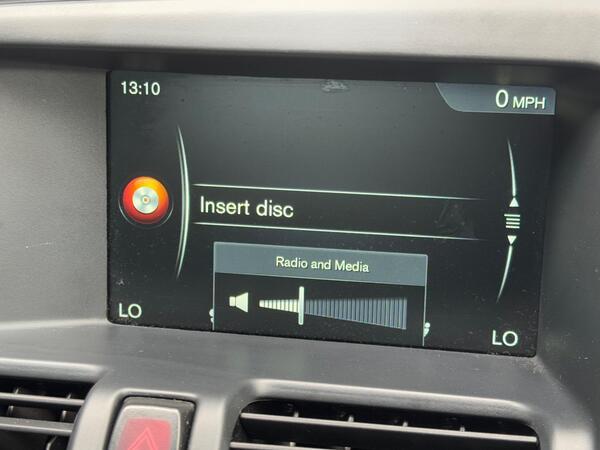 13:10
0 MPH
Insert disc
Radio and Media
LO
LO